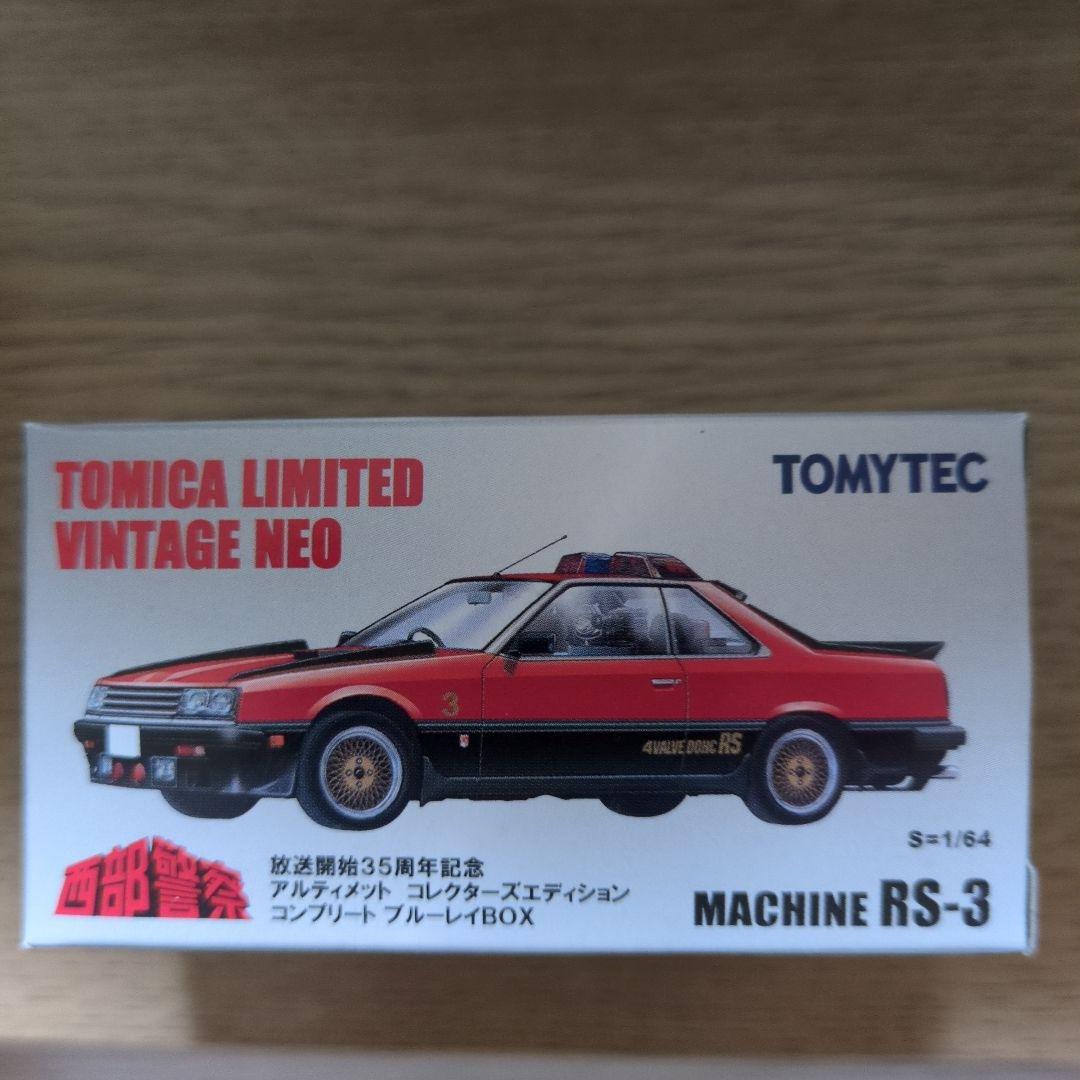 TOMICA LIMITED
VINTAGE NEO
TOMYTEC
3
4VALVE DOHC RS
S=1/64
西部警察
放送開始35周年記念
アルティメット コレクターズエディション
コンプリート ブルーレイBOX
MACHINE RS-3